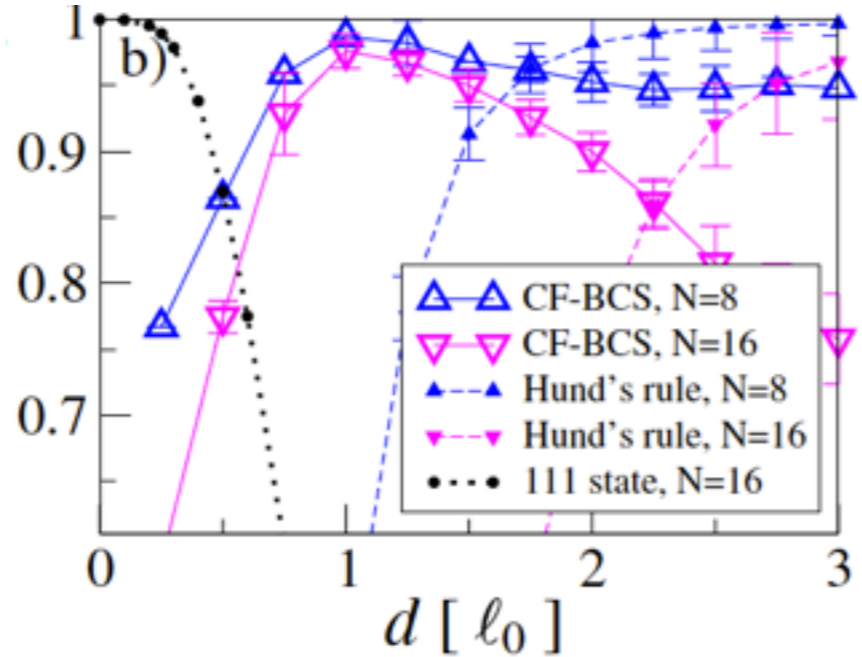 1
b)
0.9
0.8
0.7
CF-BCS, N=8
CF-BCS, N=16
Hund's rule, N=8
Hund's rule, N=16
111 state, N=16
0 1 2 3
d [ ℓ₀ ]